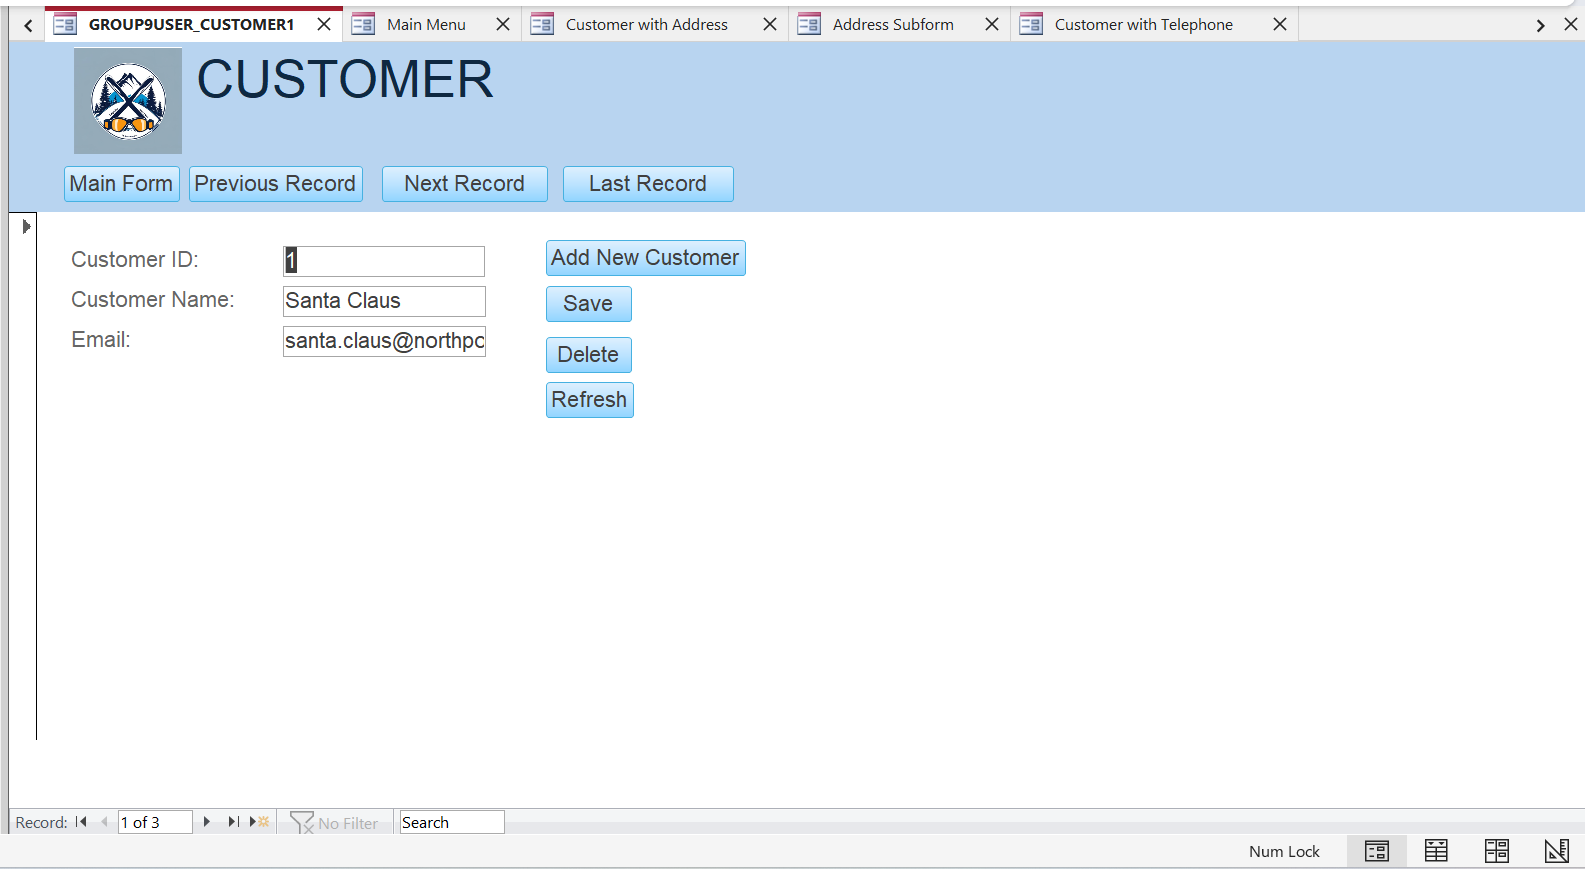 GROUP9USER_CUSTOMER1 Main Menu Customer with Address Address Subform Customer with Telephone
CUSTOMER
Main Form Previous Record Next Record Last Record
Customer ID: 1 Add New Customer
Customer Name: Santa Claus Save
Email: santa.claus@northpo Delete
Refresh
Record: 1 of 3 No Filter Search
Num Lock